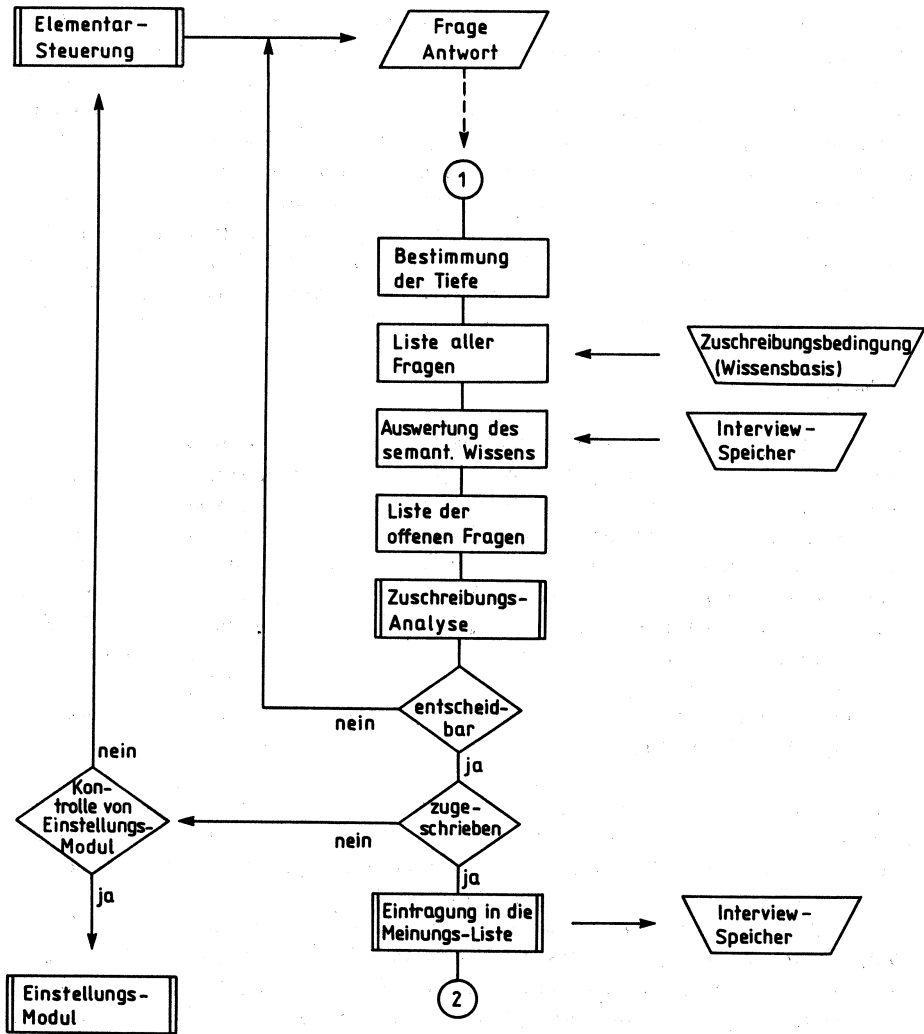 Elementar-
Steuerung
Frage
Antwort
1
Bestimmung
der Tiefe
Liste aller
Fragen
Zuschreibungsbedingung
(Wissensbasis)
Auswertung des
semant. Wissens
Interview-
Speicher
Liste der
offenen Fragen
Zuschreibungs-
Analyse
entscheid-
bar
nein
ja
zuge-
schrieben
nein
ja
nein
Kon-
trolle von
Einstellungs-
Modul
ja
Eintragung in die
Meinungs-Liste
Interview-
Speicher
2
Einstellungs-
Modul